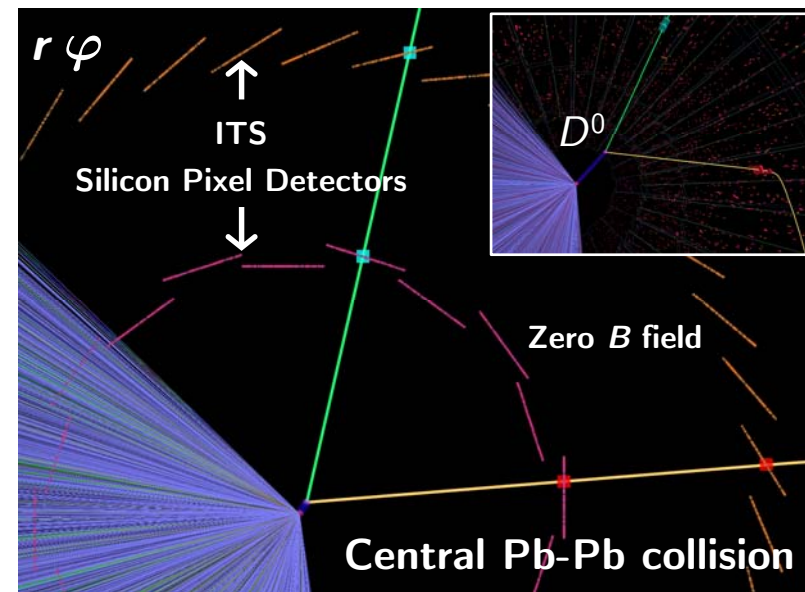 r φ
ITS
Silicon Pixel Detectors
D⁰
Zero B field
Central Pb-Pb collision